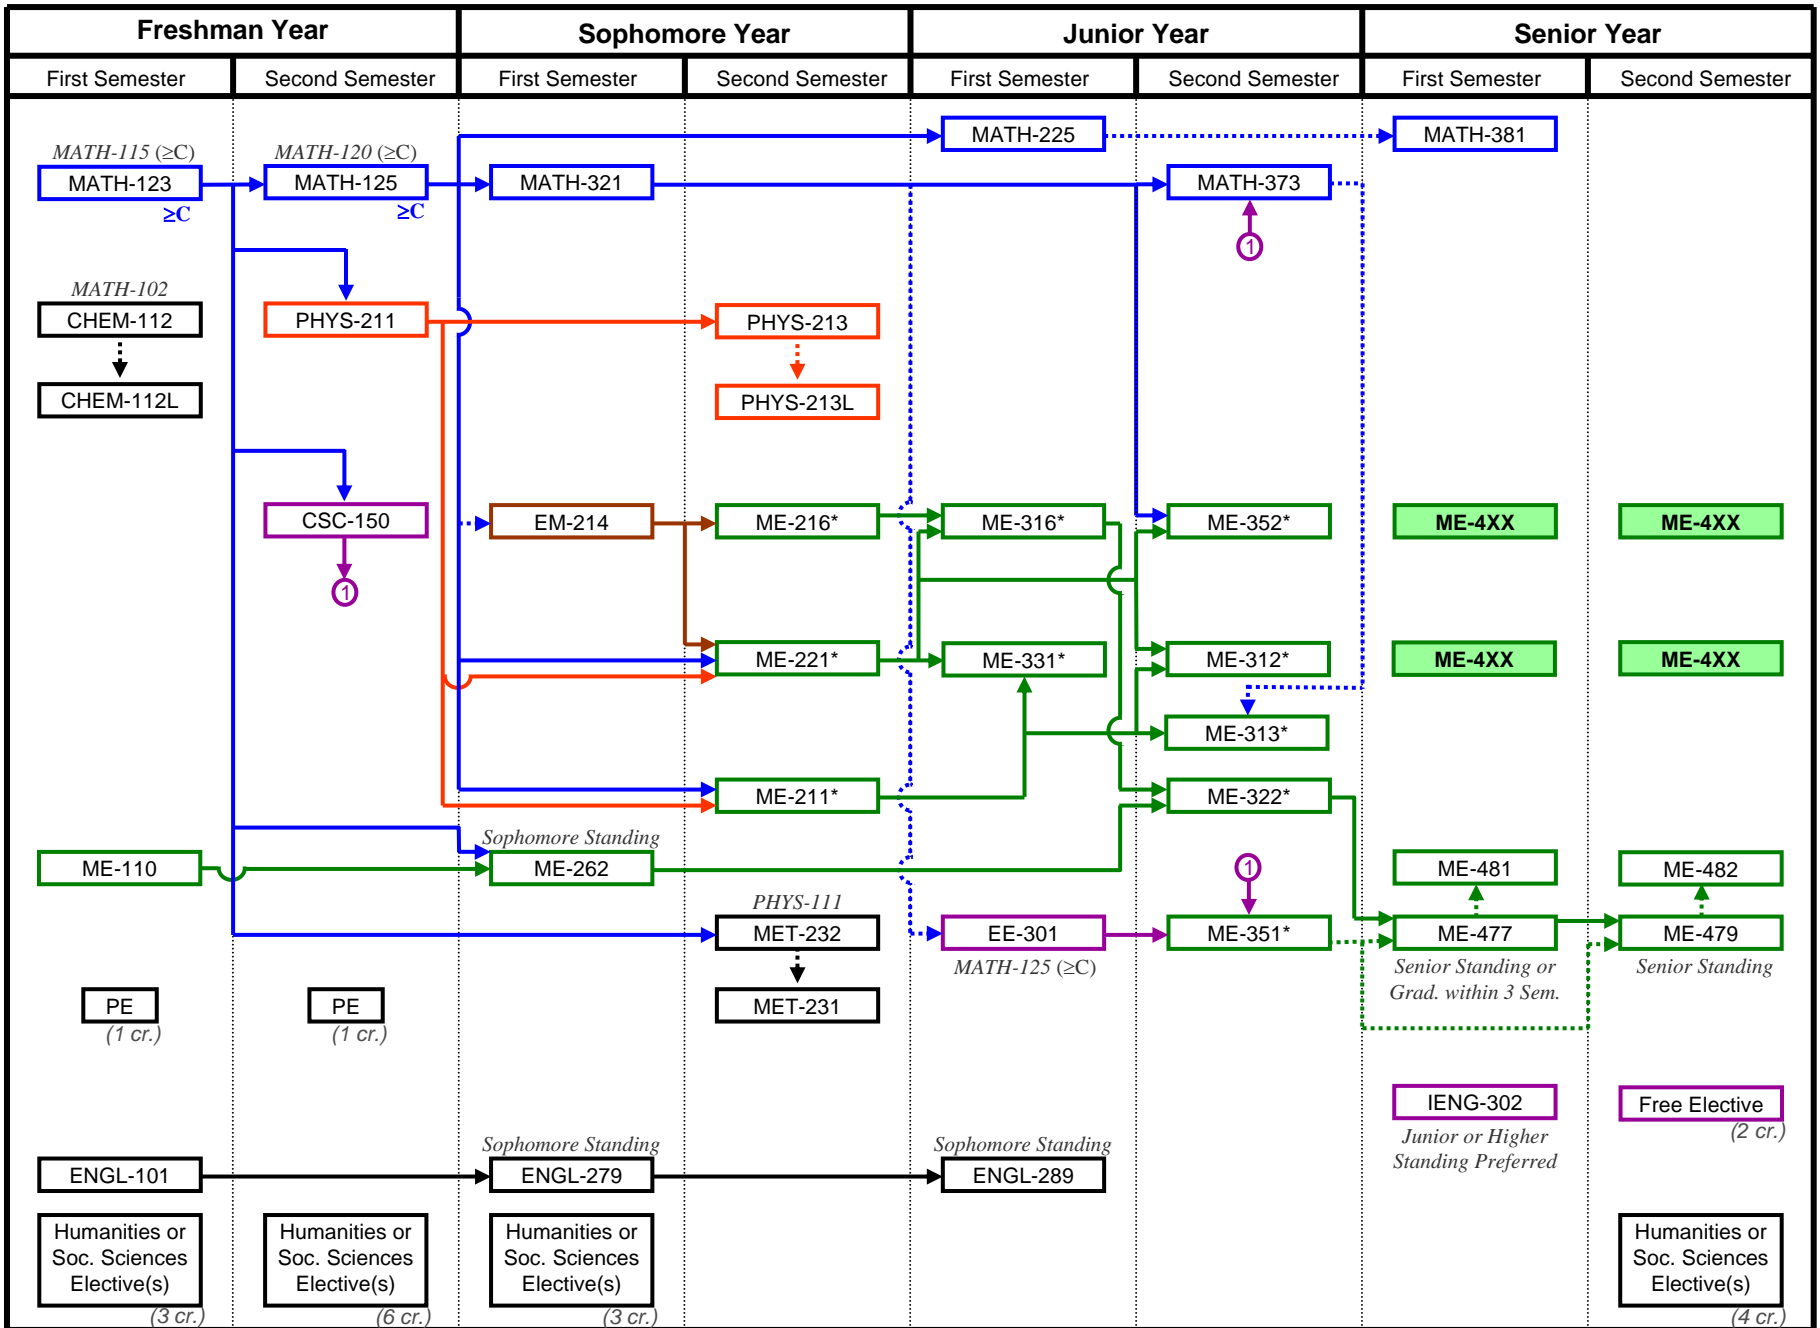 Freshman Year
Sophomore Year
Junior Year
Senior Year
First Semester
Second Semester
First Semester
Second Semester
First Semester
Second Semester
First Semester
Second Semester
MATH-225
MATH-381
MATH-115 (≥C)
MATH-120 (≥C)
MATH-123
MATH-125
MATH-321
MATH-373
≥C
≥C
1
MATH-102
CHEM-112
PHYS-211
PHYS-213
CHEM-112L
PHYS-213L
CSC-150
EM-214
ME-216*
ME-316*
ME-352*
ME-4XX
ME-4XX
1
ME-221*
ME-331*
ME-312*
ME-4XX
ME-4XX
ME-313*
ME-211*
ME-322*
Sophomore Standing
ME-110
ME-262
1
ME-481
ME-482
PHYS-111
MET-232
EE-301
ME-351*
ME-477
ME-479
MATH-125 (≥C)
Senior Standing or
Grad. within 3 Sem.
Senior Standing
PE
(1 cr.)
PE
(1 cr.)
MET-231
IENG-302
Free Elective
(2 cr.)
Junior or Higher
Standing Preferred
Sophomore Standing
Sophomore Standing
ENGL-101
ENGL-279
ENGL-289
Humanities or
Soc. Sciences
Elective(s)
(3 cr.)
Humanities or
Soc. Sciences
Elective(s)
(6 cr.)
Humanities or
Soc. Sciences
Elective(s)
(3 cr.)
Humanities or
Soc. Sciences
Elective(s)
(4 cr.)